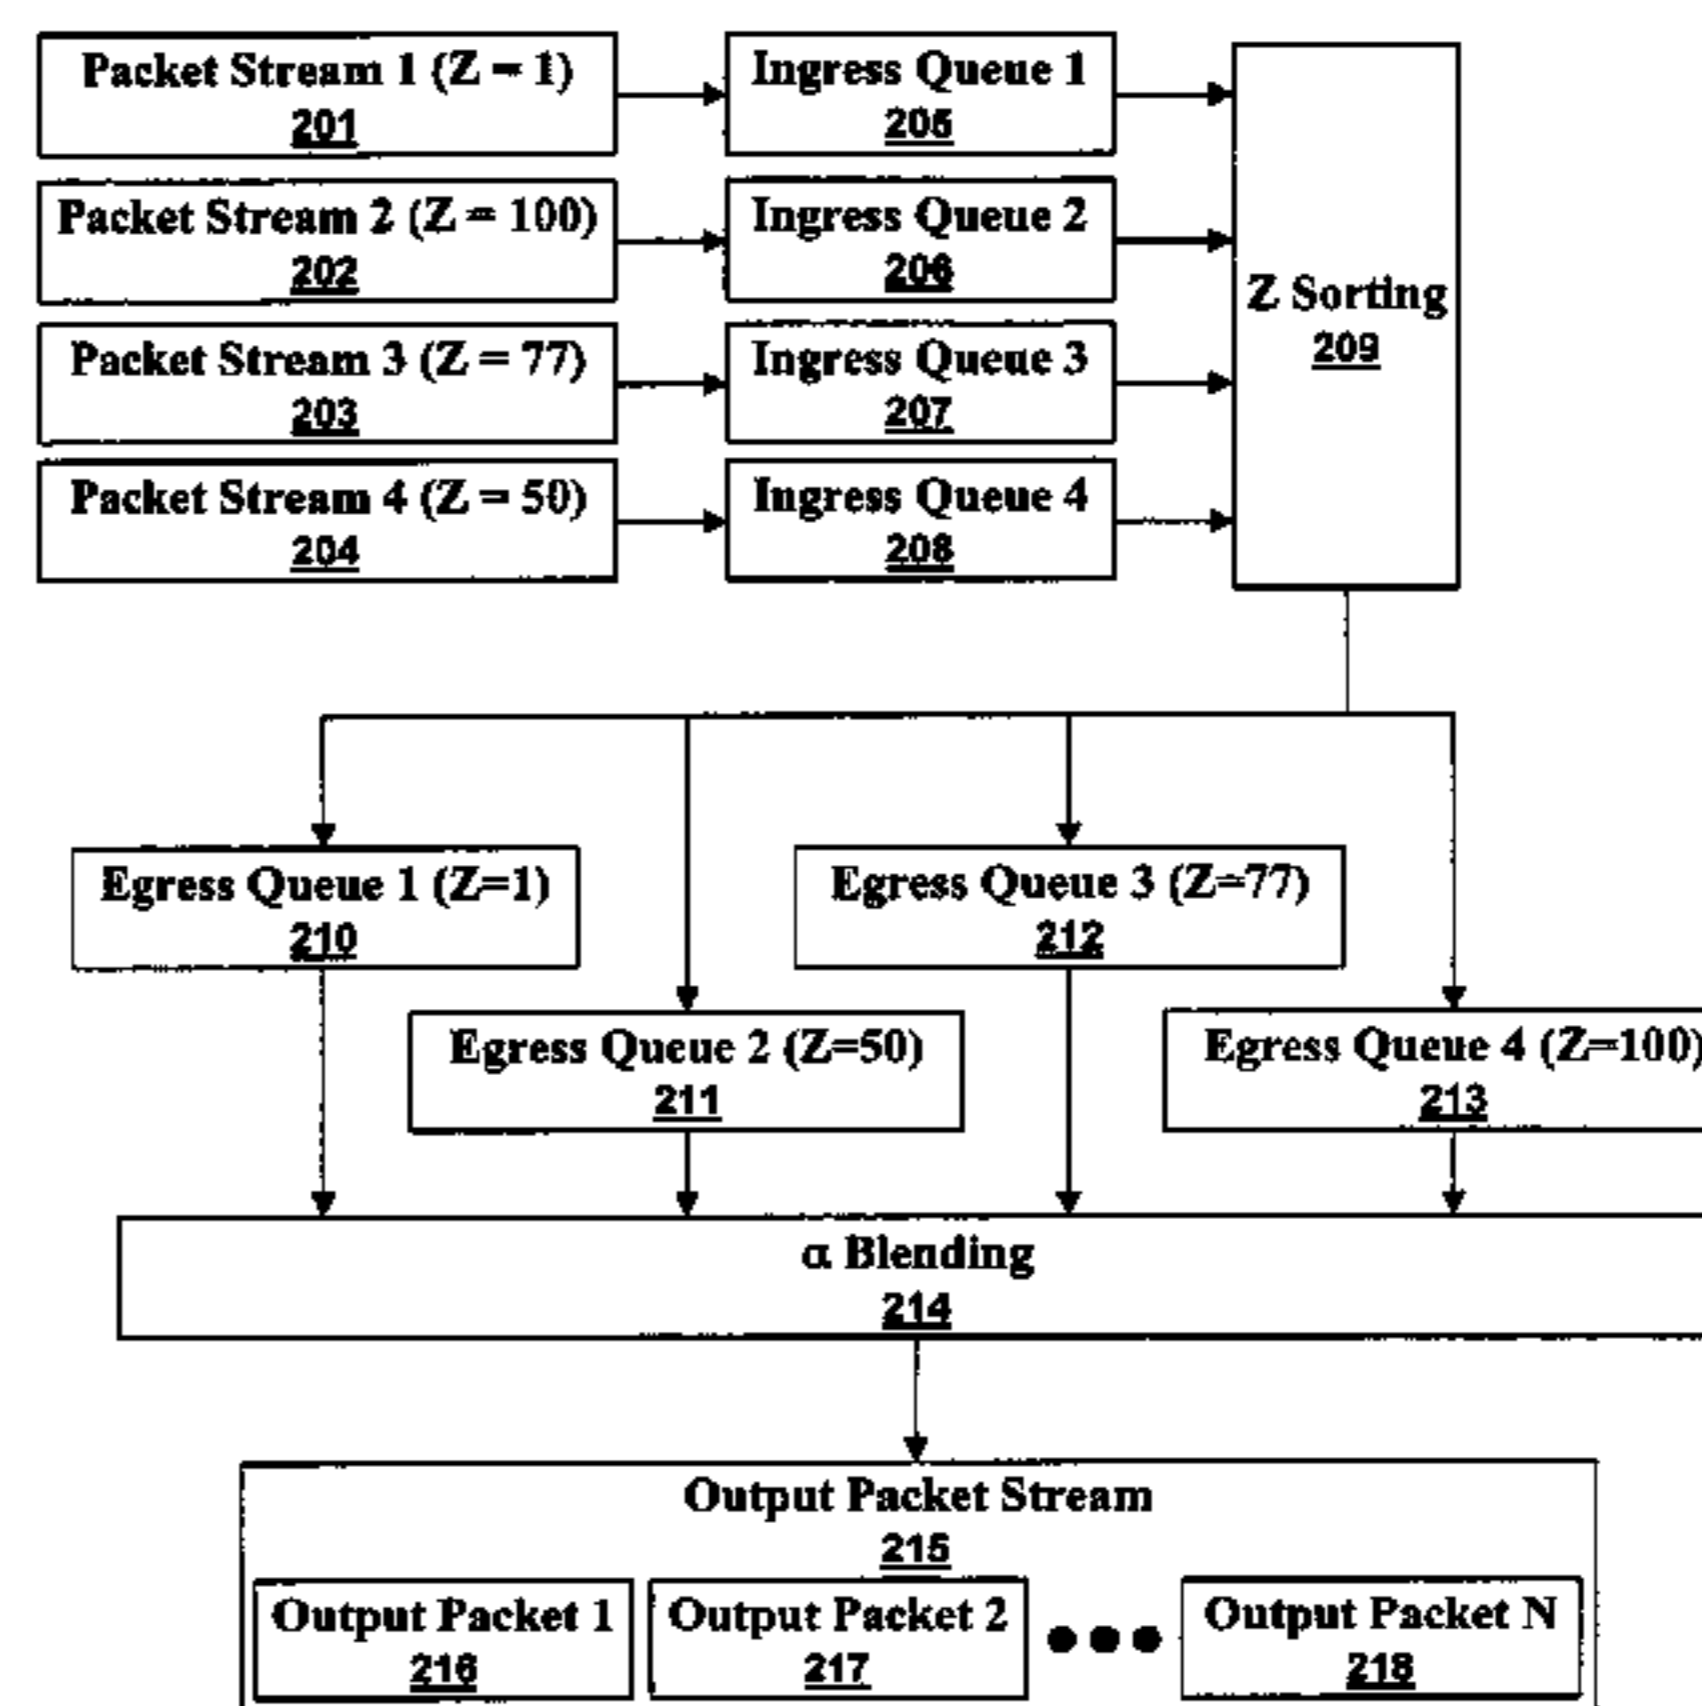 Packet Stream 1 (Z = 1)
201
Ingress Queue 1
205
Packet Stream 2 (Z = 100)
202
Ingress Queue 2
206
Packet Stream 3 (Z = 77)
203
Ingress Queue 3
207
Packet Stream 4 (Z = 50)
204
Ingress Queue 4
208
Z Sorting
209
Egress Queue 1 (Z=1)
210
Egress Queue 3 (Z=77)
212
Egress Queue 2 (Z=50)
211
Egress Queue 4 (Z=100)
213
α Blending
214
Output Packet Stream
215
Output Packet 1
216
Output Packet 2
217
Output Packet N
218